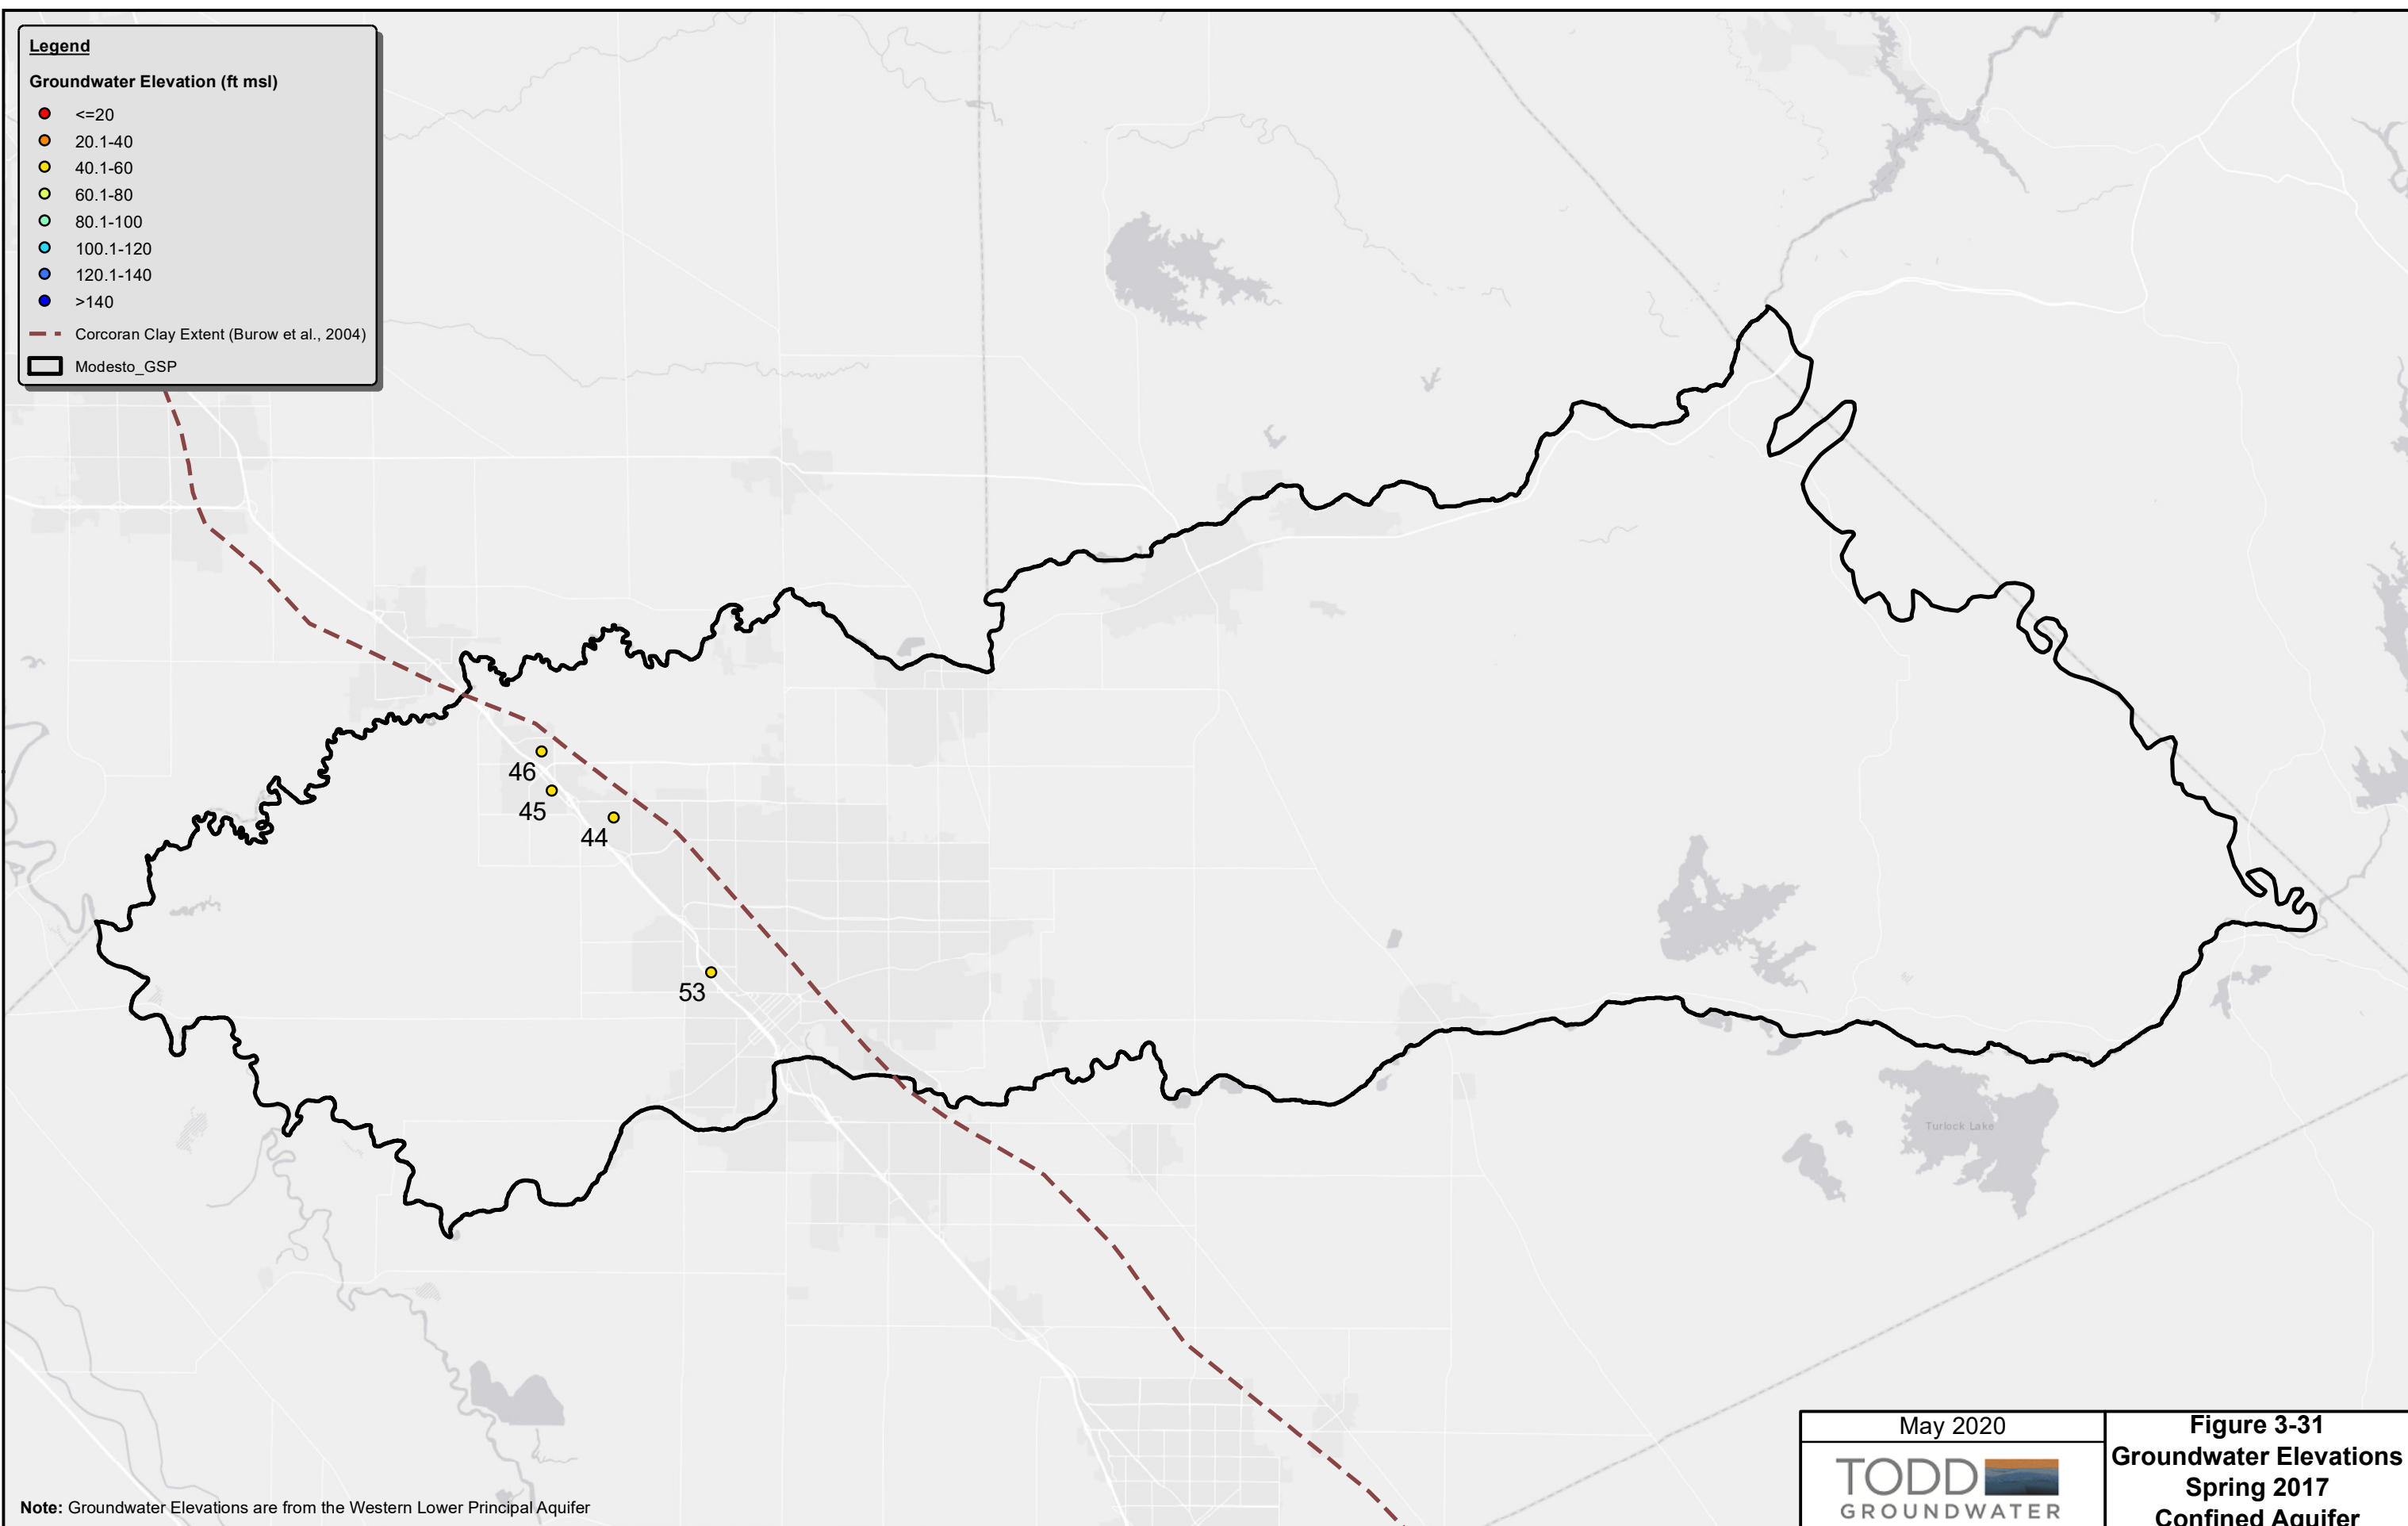 Legend
Groundwater Elevation (ft msl)
<=20
20.1-40
40.1-60
60.1-80
80.1-100
100.1-120
120.1-140
>140
Corcoran Clay Extent (Burow et al., 2004)
Modesto_GSP
46
45
44
53
Turlock Lake
Note: Groundwater Elevations are from the Western Lower Principal Aquifer
May 2020
TODD
GROUNDWATER
Figure 3-31
Groundwater Elevations
Spring 2017
Confined Aquifer